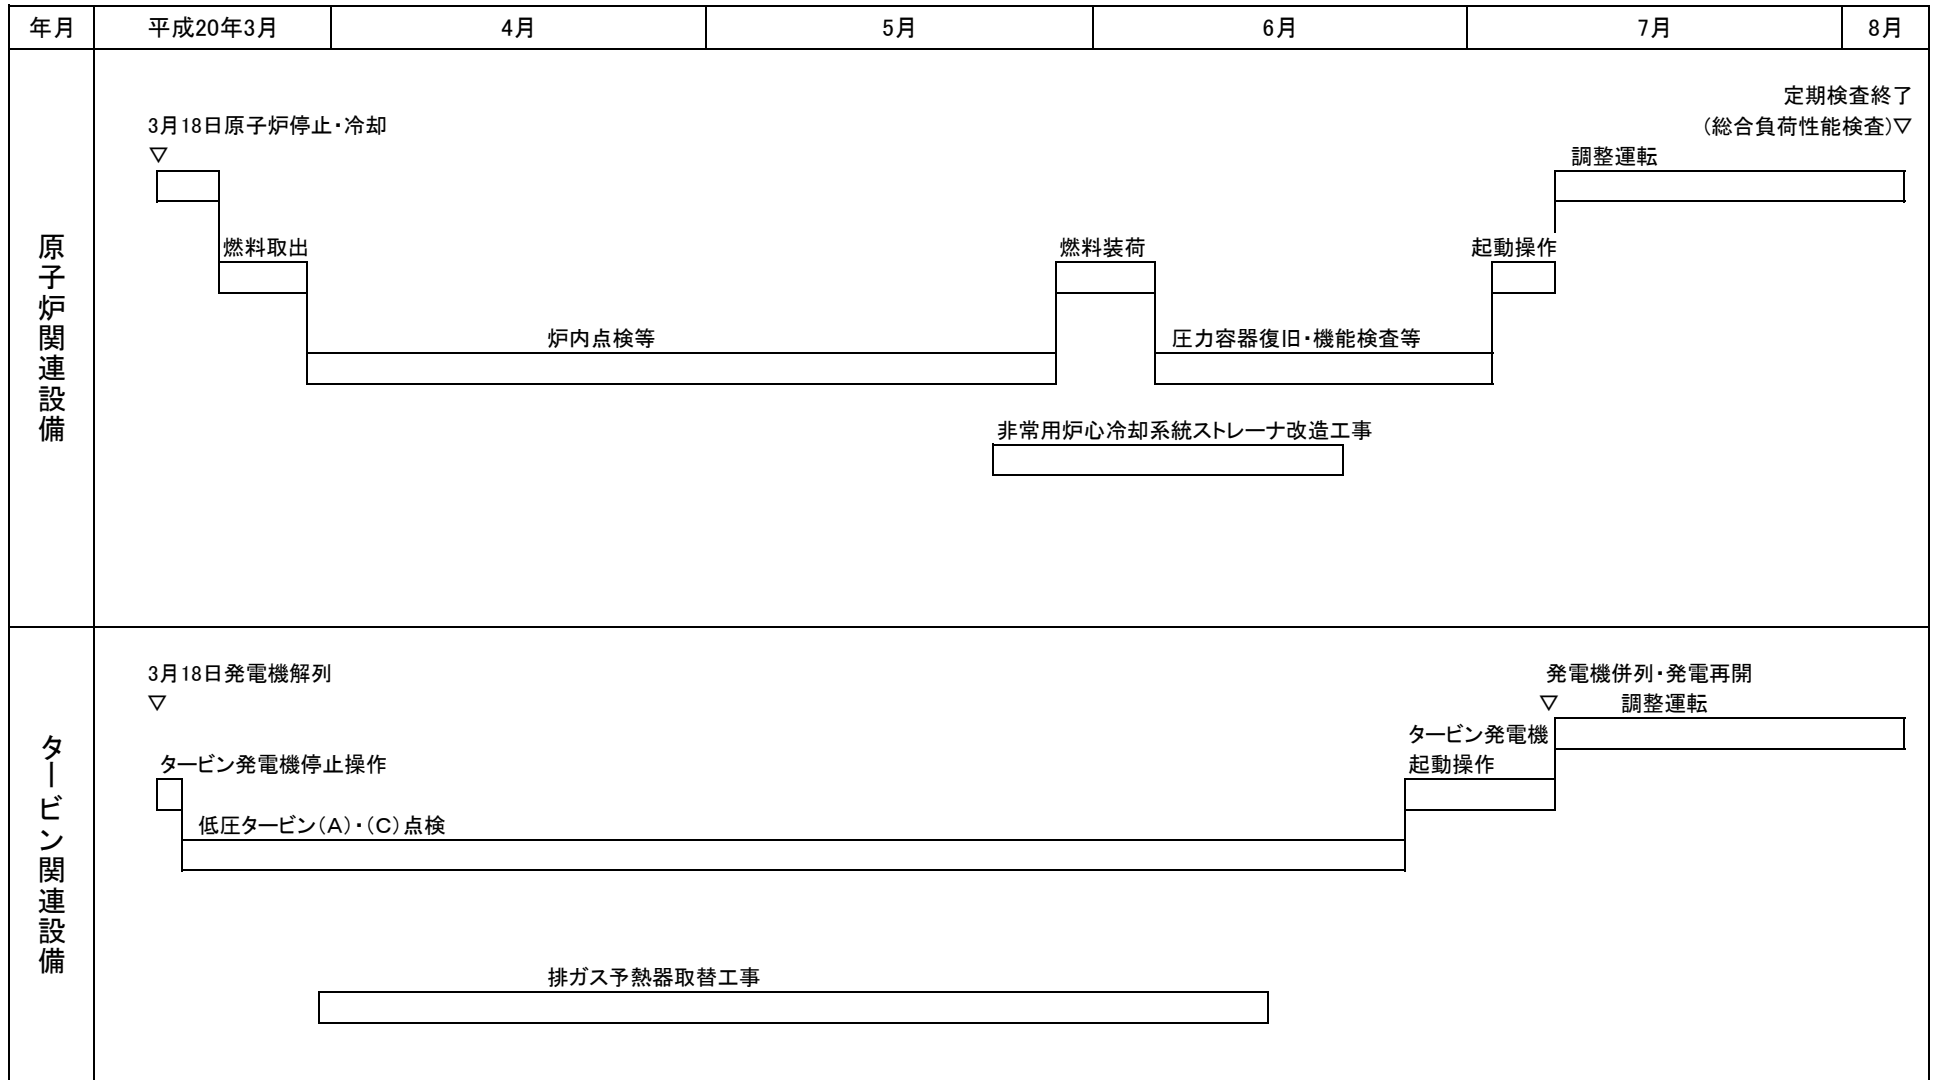 年月 平成20年3月 4月 5月 6月 7月 8月
原子炉関連設備
定期検査終了
3月18日原子炉停止・冷却
(総合負荷性能検査)▽
▽
調整運転
燃料取出
燃料装荷
起動操作
炉内点検等
圧力容器復旧・機能検査等
非常用炉心冷却系統ストレーナ改造工事
タービン関連設備
3月18日発電機解列
▽
発電機併列・発電再開
▽
調整運転
タービン発電機
起動操作
タービン発電機停止操作
低圧タービン(A)・(C)点検
排ガス予熱器取替工事